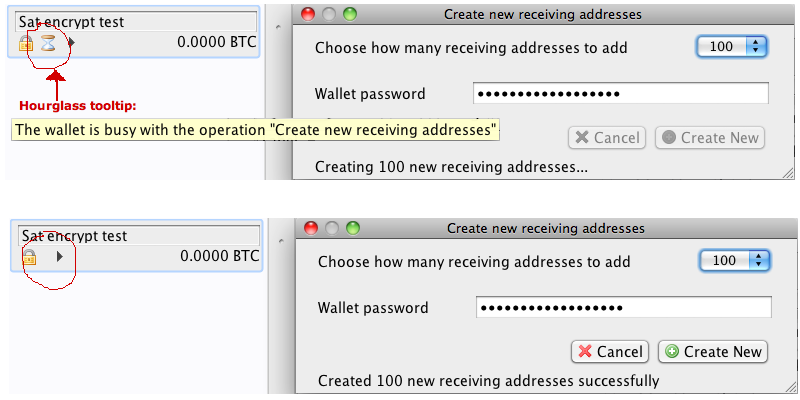 Sat encrypt test
0.0000 BTC
Hourglass tooltip:
The wallet is busy with the operation "Create new receiving addresses"
Create new receiving addresses
Choose how many receiving addresses to add 100
Wallet password
Cancel Create New
Creating 100 new receiving addresses...
Sat encrypt test
0.0000 BTC
Create new receiving addresses
Choose how many receiving addresses to add 100
Wallet password
Cancel Create New
Created 100 new receiving addresses successfully